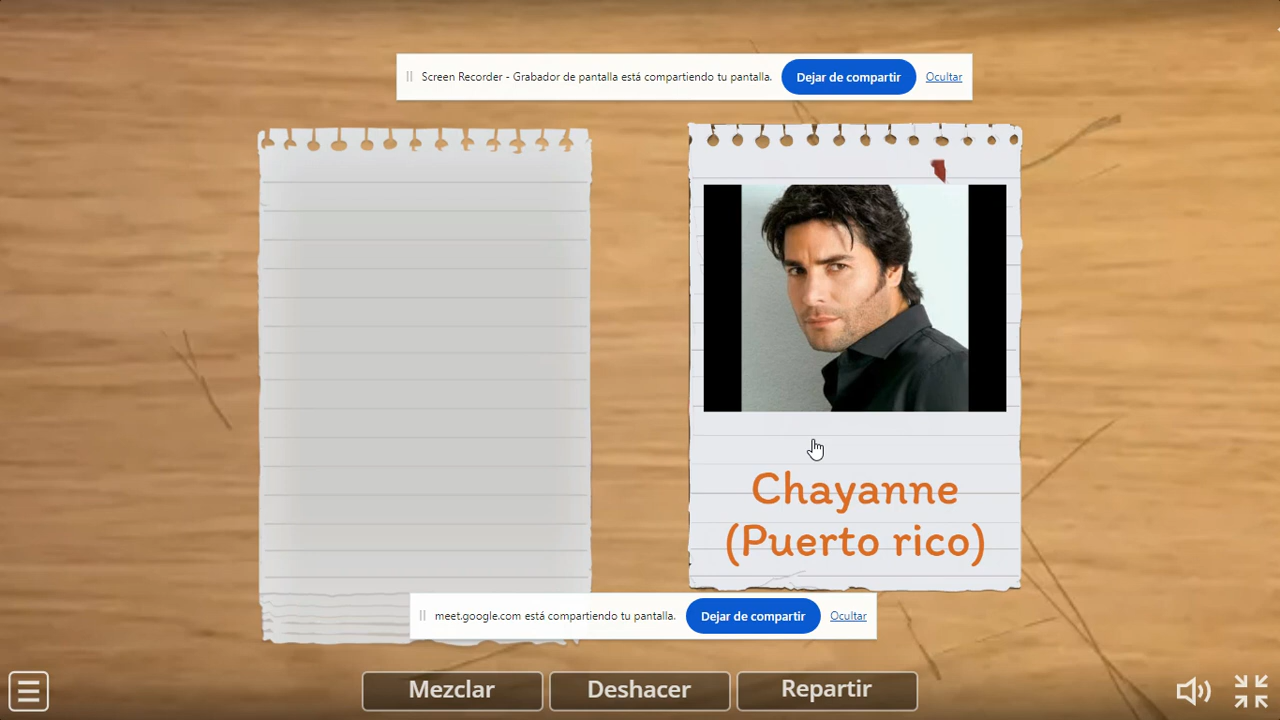 Screen Recorder - Grabador de pantalla está compartiendo tu pantalla. Dejar de compartir Ocultar
Chayanne
(Puerto rico)
meet.google.com está compartiendo tu pantalla. Dejar de compartir Ocultar
Mezclar Deshacer Repartir